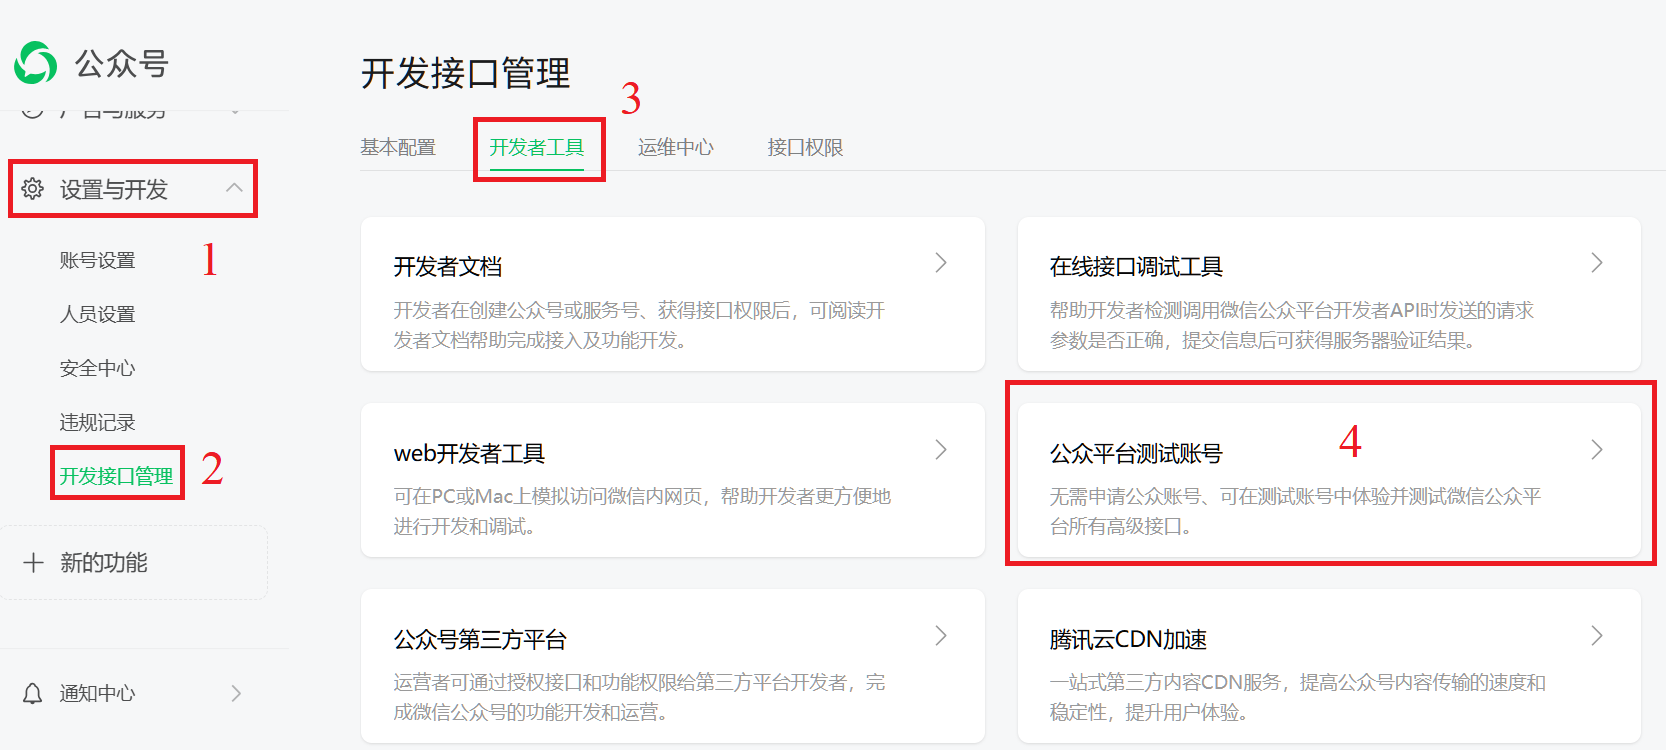 公众号
广告与服务
设置与开发
1
账号设置
人员设置
安全中心
违规记录
开发接口管理
2
新的功能
通知中心
开发接口管理
3
基本配置
开发者工具
运维中心
接口权限
开发者文档
开发者在创建公众号或服务号、获得接口权限后，可阅读开
发者文档帮助完成接入及功能开发。
在线接口调试工具
帮助开发者检测调用微信公众平台开发者API时发送的请求
参数是否正确，提交信息后可获得服务器验证结果。
web开发者工具
可在PC或Mac上模拟访问微信内网页，帮助开发者更方便地
进行开发和调试。
公众平台测试账号
4
无需申请公众账号、可在测试账号中体验并测试微信公众平
台所有高级接口。
公众号第三方平台
运营者可通过授权接口和功能权限给第三方平台开发者，完
成微信公众号的功能开发和运营。
腾讯云CDN加速
一站式第三方内容CDN服务，提高公众号内容传输的速度和
稳定性，提升用户体验。